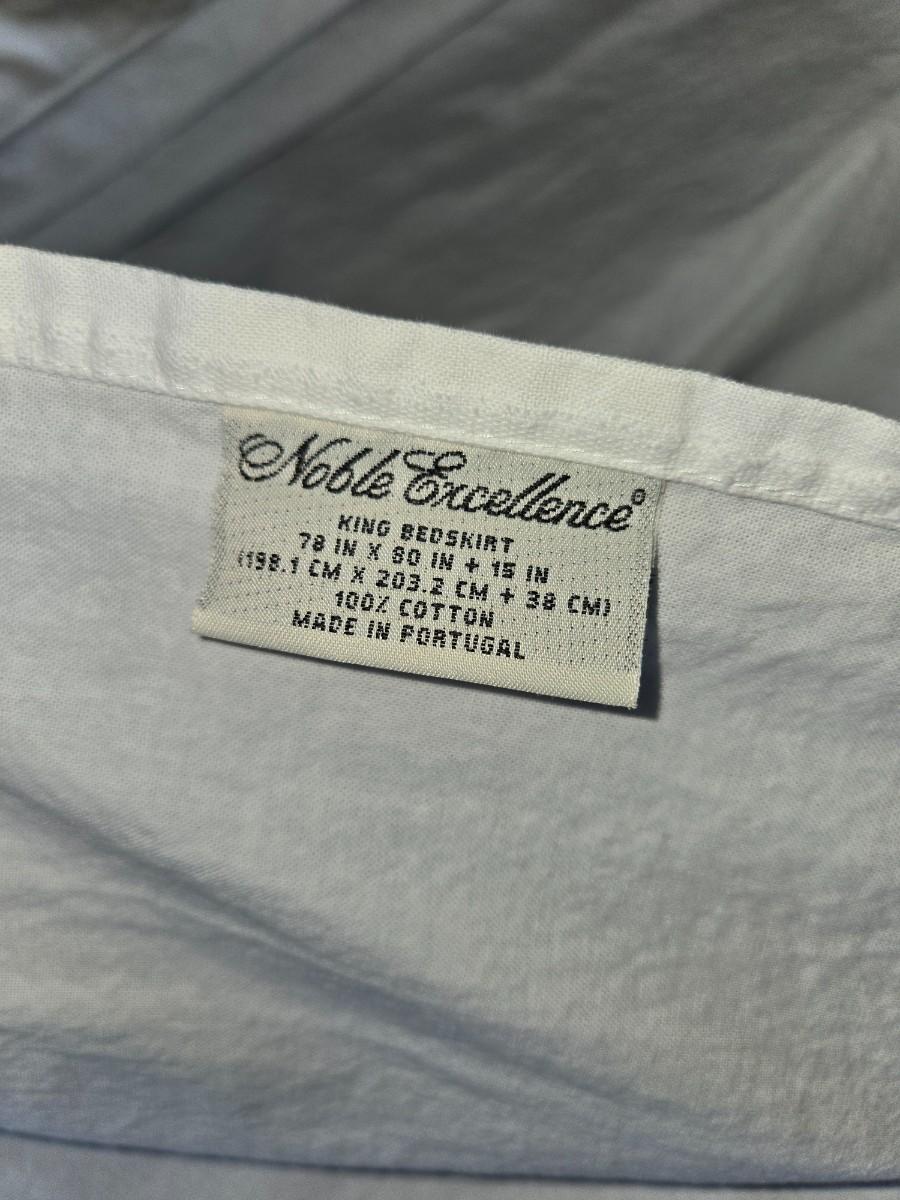 Noble Excellence®
KING BEDSKIRT
78 IN X 80 IN + 15 IN
(198.1 CM X 203.2 CM + 38 CM)
100% COTTON
MADE IN PORTUGAL